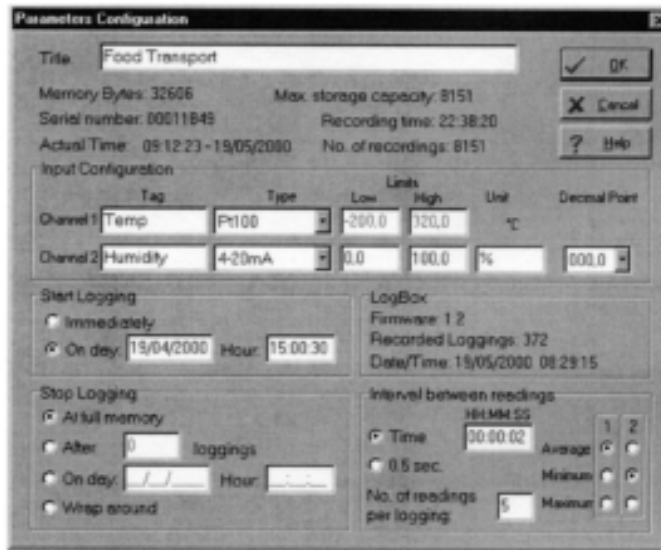 Parameters Configuration
Title Food Transport
OK
Memory Bytes: 32606 Max. storage capacity: 8151
Cancel
Serial number: 00011849 Recording time: 22:38:20
Actual Time: 09:12:23 - 19/05/2000 No. of recordings: 8151
Help
Input Configuration
Limits
Tag Type Low High Unit Decimal Point
Channel 1 Temp Pt100 -200,0 320,0 °C
Channel 2 Humidity 4-20mA 0,0 100,0 % 000,0
Start Logging
Immediately
On day: 19/04/2000 Hour: 15:00:30
LogBox
Firmware: 1.2
Recorded Loggings: 372
Date/Time: 19/05/2000 08:29:15
Stop Logging
At full memory
After 0 loggings
On day: __/__/____ Hour: __:__:__
Wrap around
Interval between readings
HH:MM:SS
Time 00:00:02
0.5 sec.
No. of readings
per logging: 5
1 2
Average
Minimum
Maximum